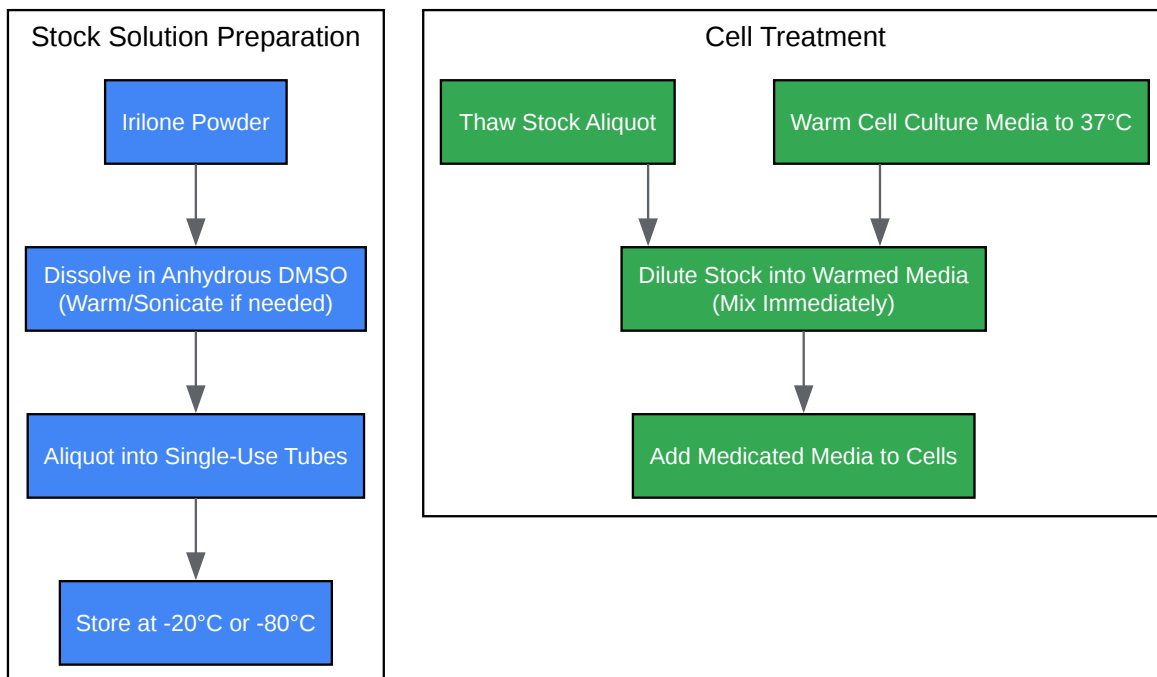 Stock Solution Preparation
Irilone Powder
Dissolve in Anhydrous DMSO
(Warm/Sonicate if needed)
Aliquot into Single-Use Tubes
Store at -20°C or -80°C
Cell Treatment
Thaw Stock Aliquot
Warm Cell Culture Media to 37°C
Dilute Stock into Warmed Media
(Mix Immediately)
Add Medicated Media to Cells